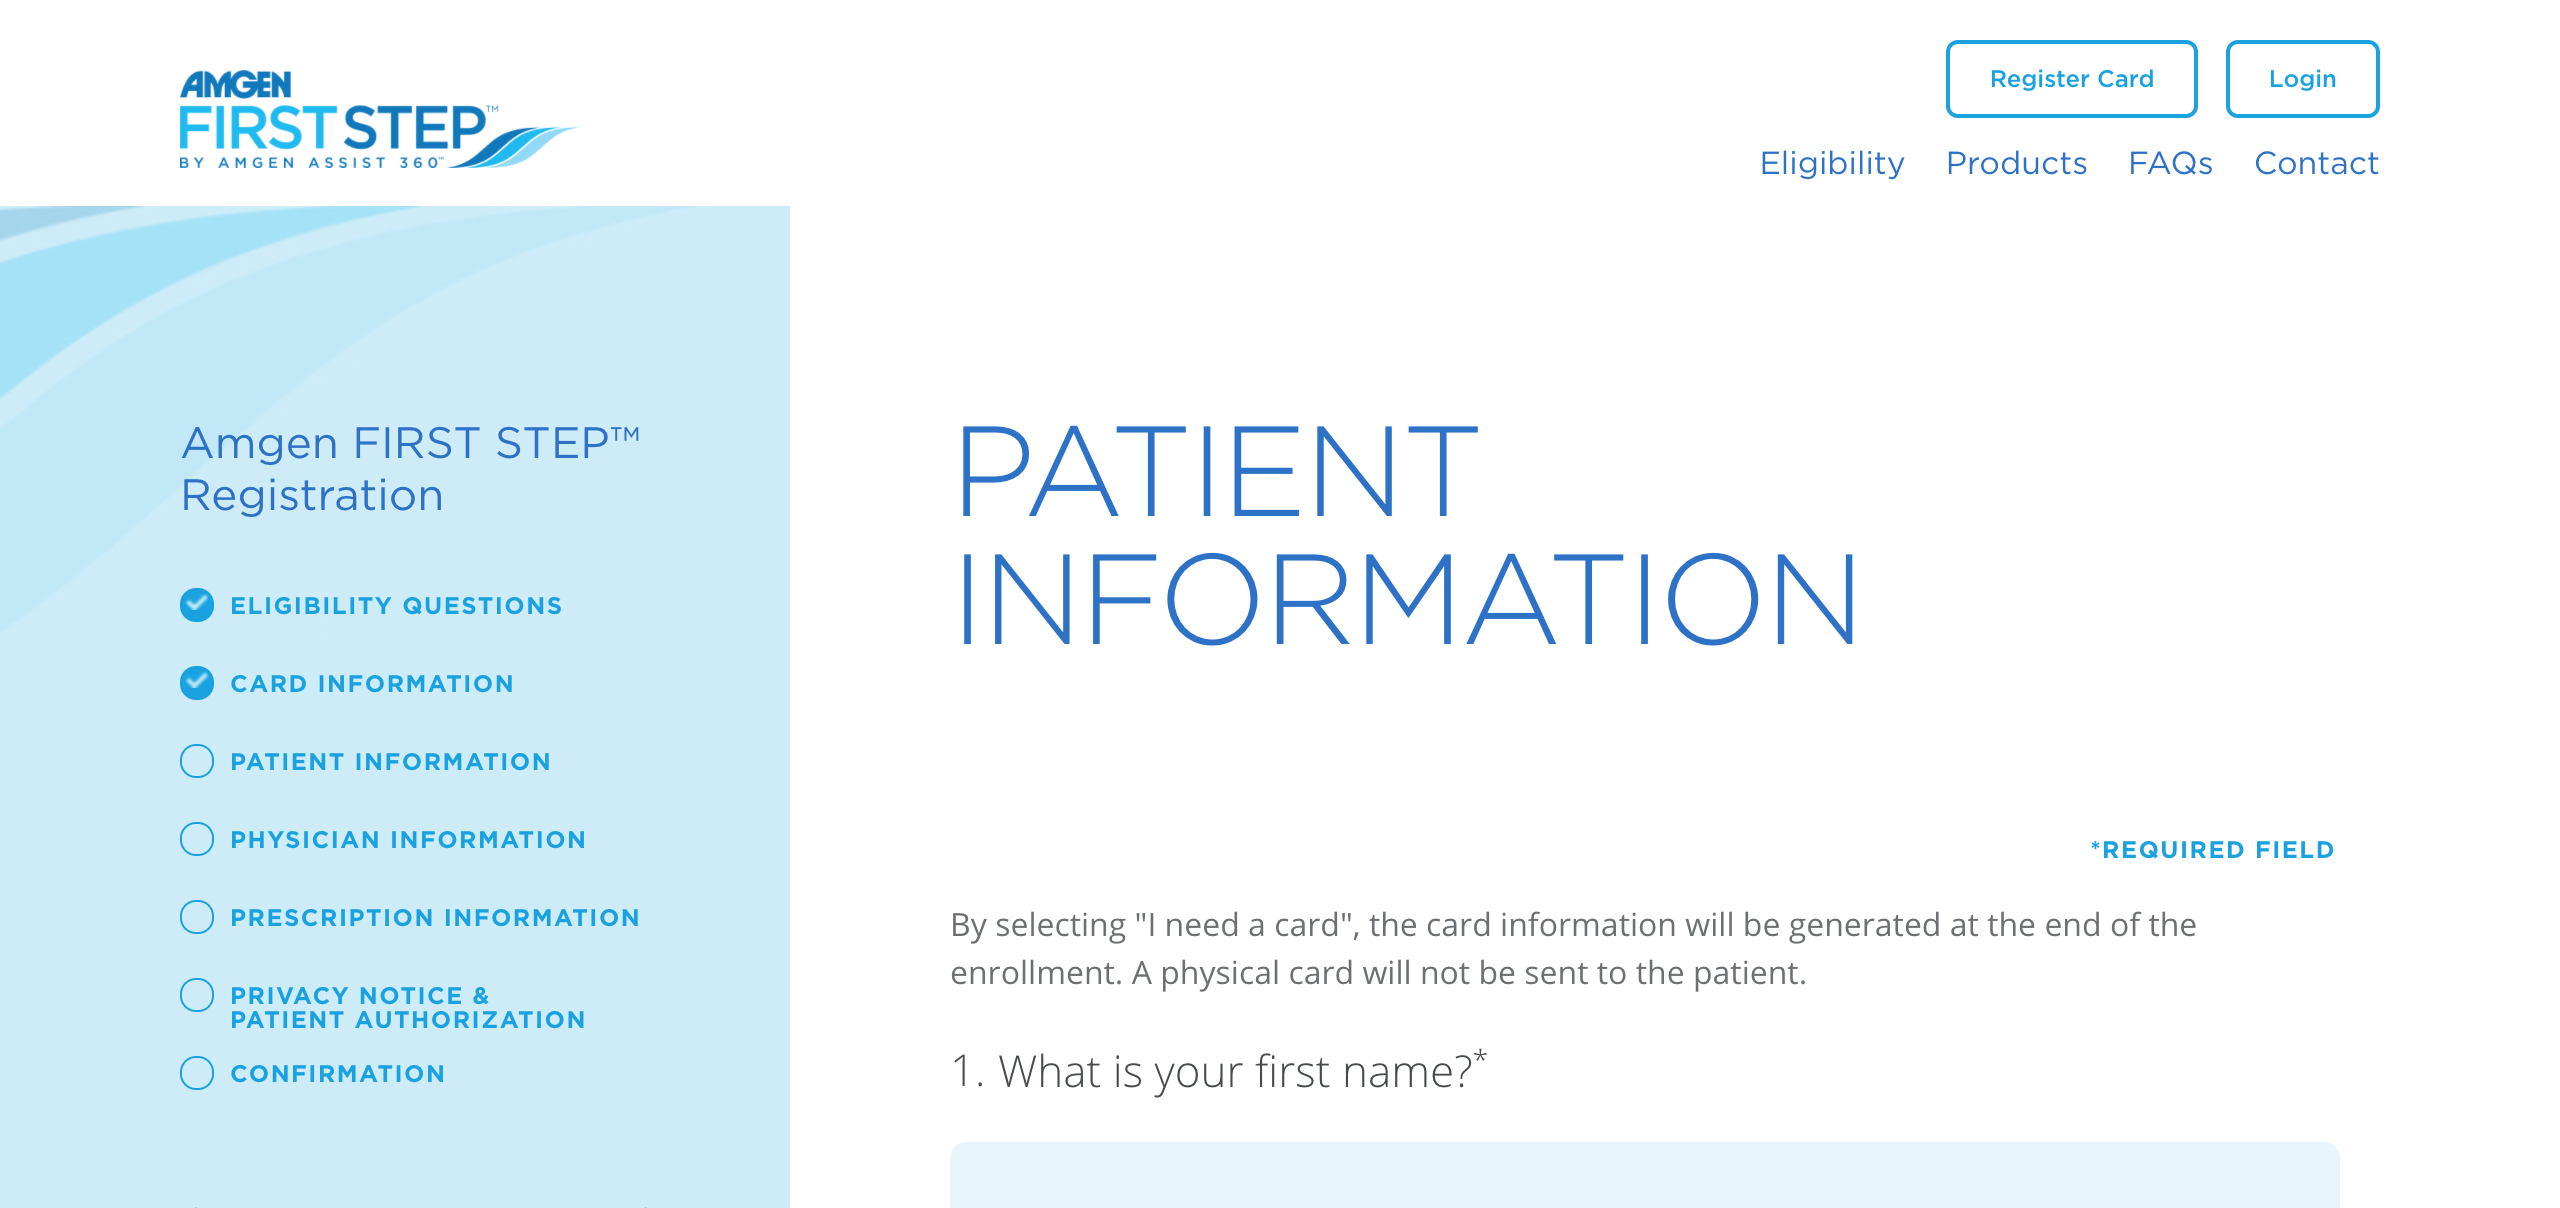 AMGEN
FIRST STEP™
BY AMGEN ASSIST 360™
Register Card
Login
Eligibility
Products
FAQs
Contact
Amgen FIRST STEP™
Registration
ELIGIBILITY QUESTIONS
CARD INFORMATION
PATIENT INFORMATION
PHYSICIAN INFORMATION
PRESCRIPTION INFORMATION
PRIVACY NOTICE &
PATIENT AUTHORIZATION
CONFIRMATION
PATIENT
INFORMATION
*REQUIRED FIELD
By selecting "I need a card", the card information will be generated at the end of the
enrollment. A physical card will not be sent to the patient.
1. What is your first name?*